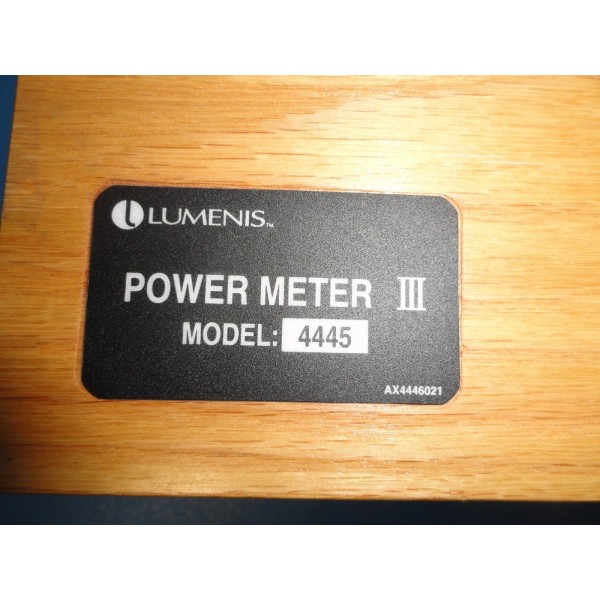 LUMENIS™
POWER METER III
MODEL: 4445
AX4446021